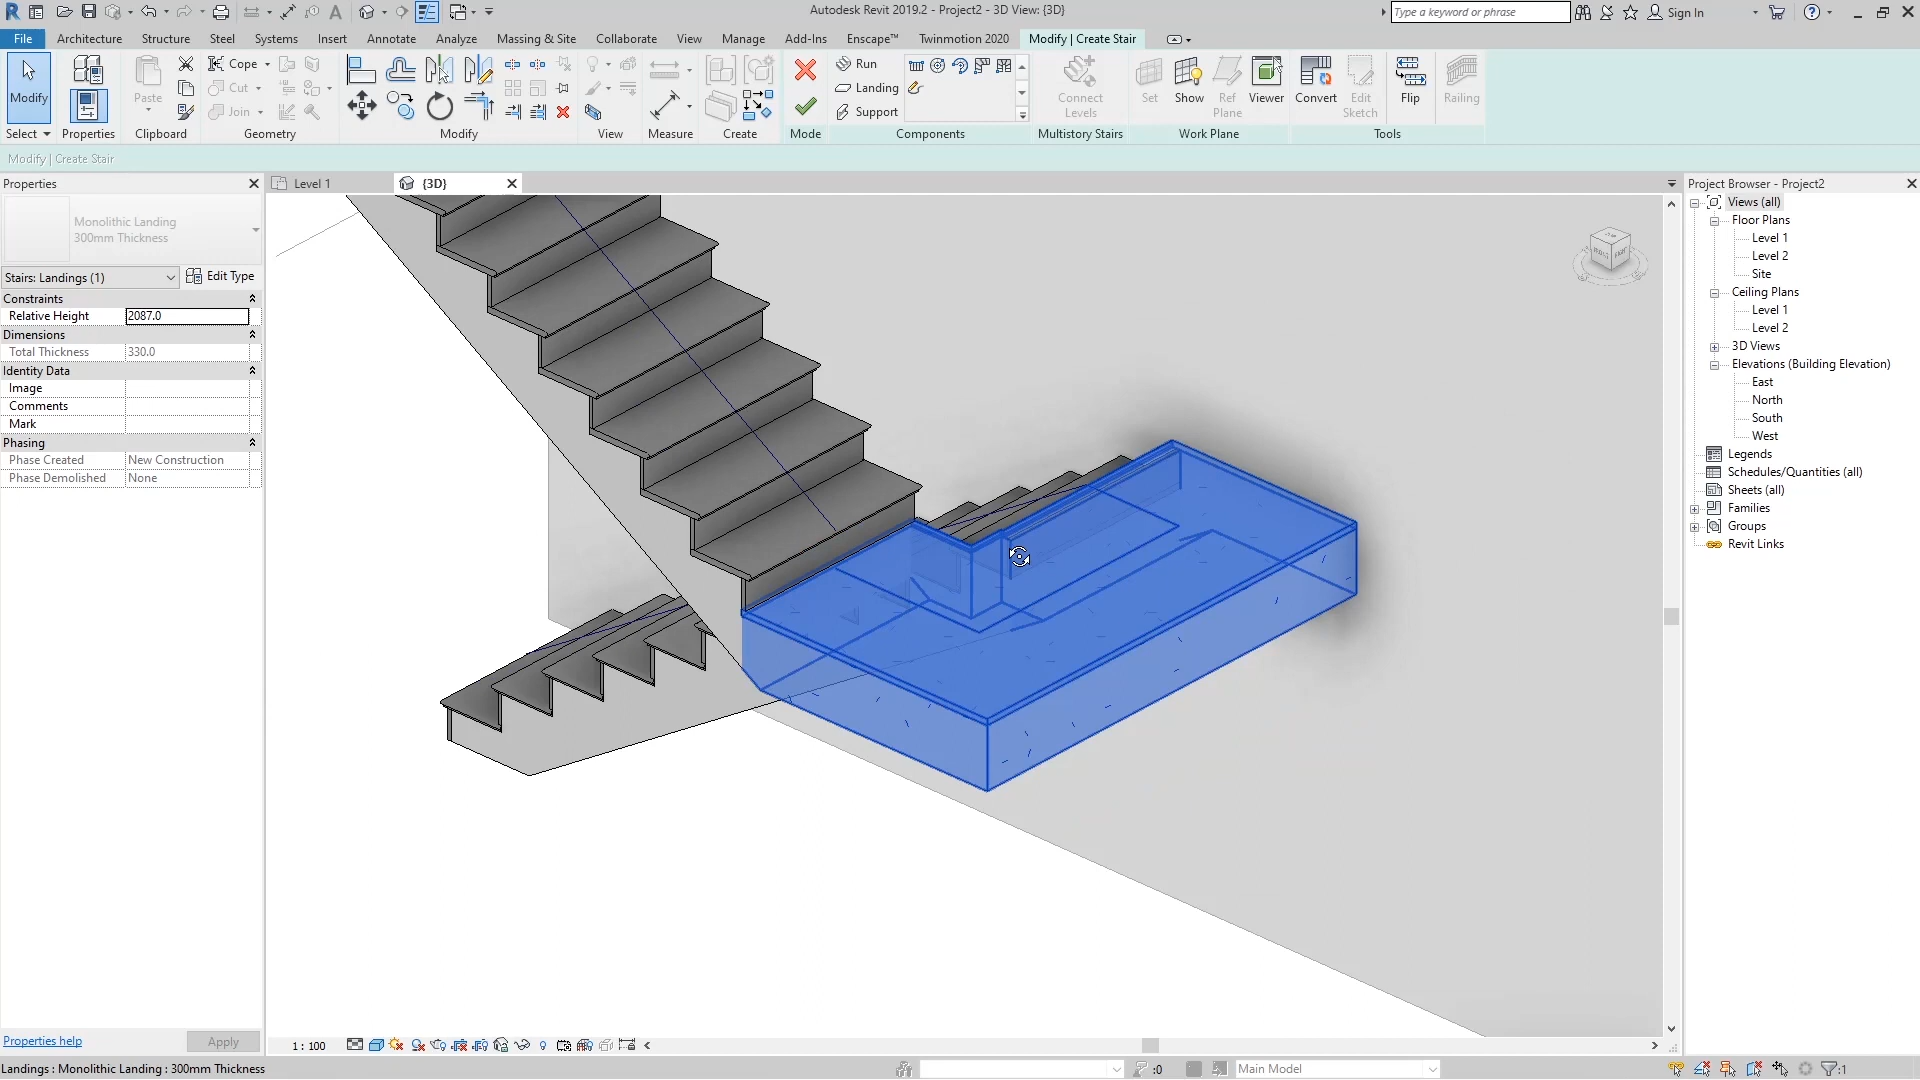 Autodesk Revit 2019.2 - Project2 - 3D View: {3D}
Type a keyword or phrase
Sign In
File Architecture Structure Steel Systems Insert Annotate Analyze Massing & Site Collaborate View Manage Add-Ins Enscape™ Twinmotion 2020 Modify | Create Stair
Modify
Paste
Cope
Cut
Join
Run
Landing
Support
Connect
Levels
Set
Show
Ref
Plane
Viewer
Convert
Edit
Sketch
Flip
Railing
Select Properties Clipboard Geometry Modify View Measure Create Mode Components Multistory Stairs Work Plane Tools
Modify | Create Stair
Properties
Level 1
{3D}
Project Browser - Project2
Monolithic Landing
300mm Thickness
Stairs: Landings (1)
Edit Type
Constraints
Relative Height 2087.0
Dimensions
Total Thickness 330.0
Identity Data
Image
Comments
Mark
Phasing
Phase Created New Construction
Phase Demolished None
Views (all)
Floor Plans
Level 1
Level 2
Site
Ceiling Plans
Level 1
Level 2
3D Views
Elevations (Building Elevation)
East
North
South
West
Legends
Schedules/Quantities (all)
Sheets (all)
Families
Groups
Revit Links
Properties help
Apply
1 : 100
Landings : Monolithic Landing : 300mm Thickness
:0
Main Model
:1